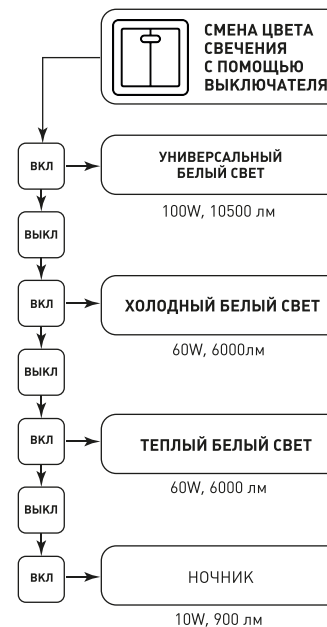 СМЕНА ЦВЕТА
СВЕЧЕНИЯ
С ПОМОЩЬЮ
ВЫКЛЮЧАТЕЛЯ
ВКЛ
УНИВЕРСАЛЬНЫЙ
БЕЛЫЙ СВЕТ
100W, 10500 лм
ВЫКЛ
ВКЛ
ХОЛОДНЫЙ БЕЛЫЙ СВЕТ
60W, 6000лм
ВЫКЛ
ВКЛ
ТЕПЛЫЙ БЕЛЫЙ СВЕТ
60W, 6000 лм
ВЫКЛ
ВКЛ
НОЧНИК
10W, 900 лм